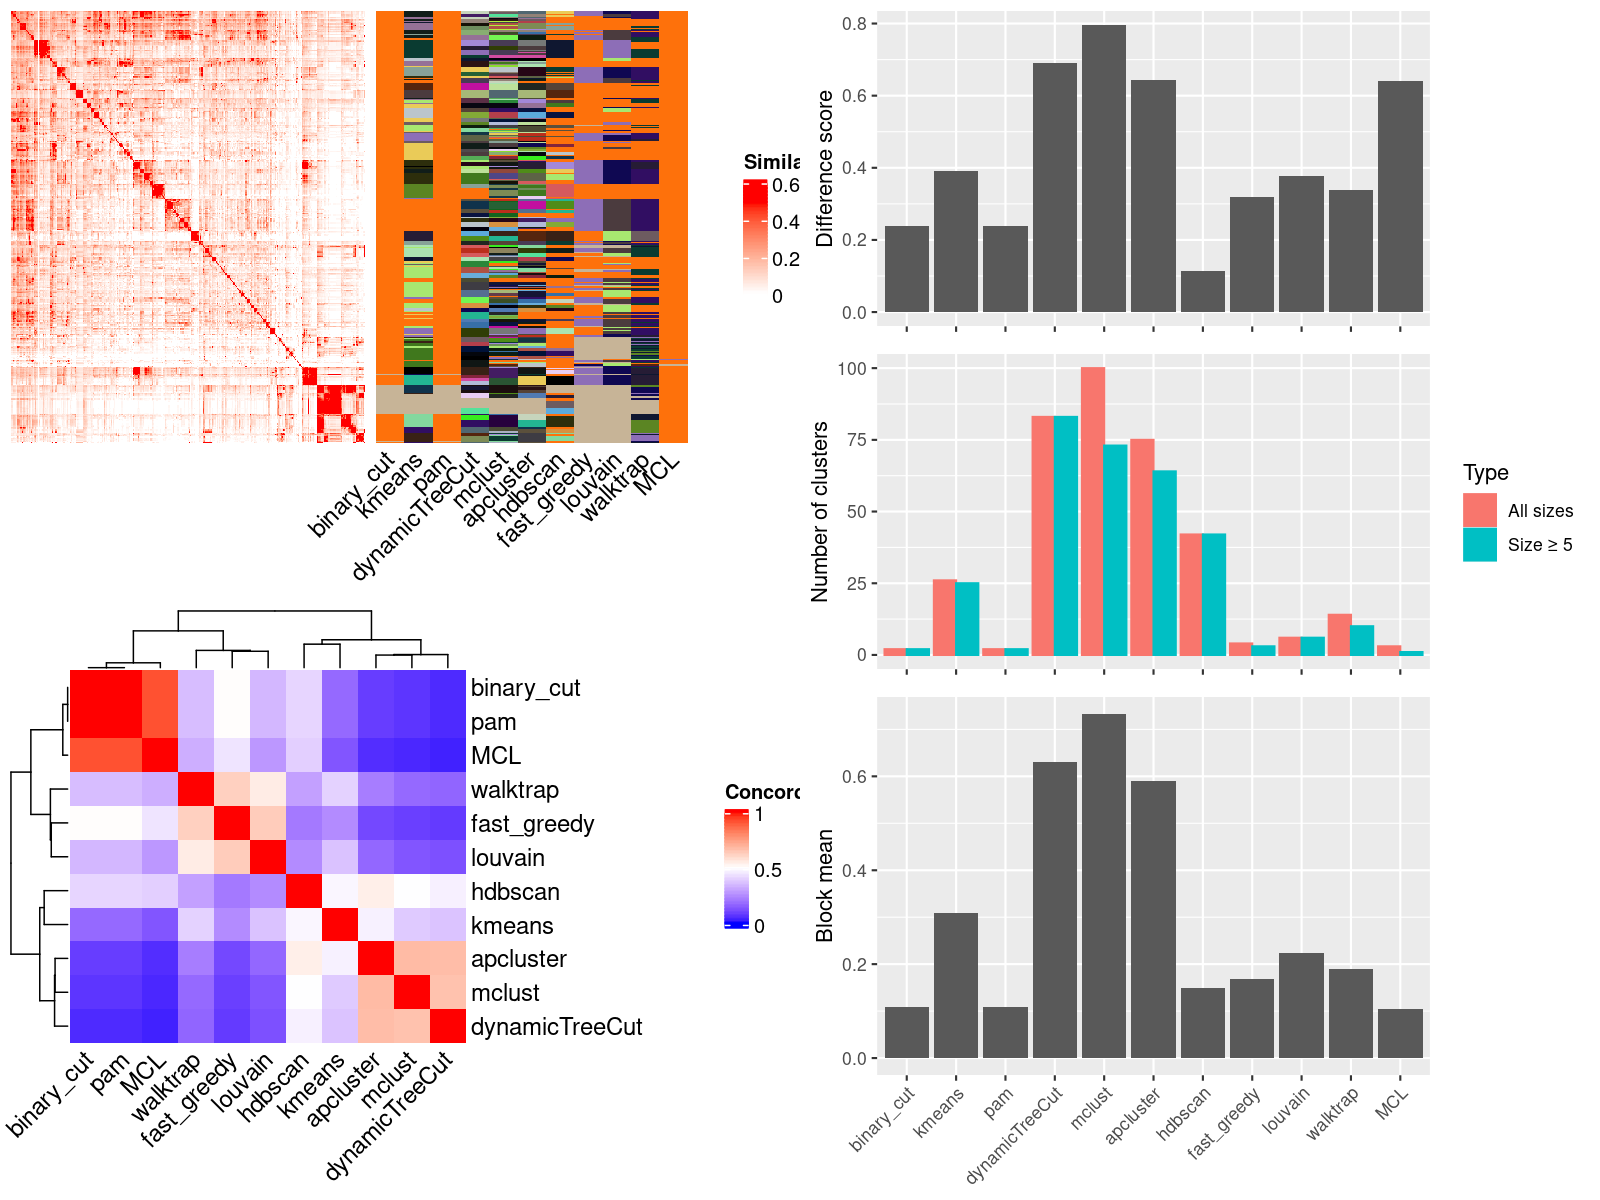 Simila
0.6
0.4
0.2
0
binary_cut
kmeans
pam
dynamicTreeCut
mclust
apcluster
hdbscan
fast_greedy
louvain
walktrap
MCL
Difference score
0.8
0.6
0.4
0.2
0.0
Number of clusters
100
75
50
25
0
Type
All sizes
Size ≥ 5
binary_cut
pam
MCL
walktrap
fast_greedy
louvain
hdbscan
kmeans
apcluster
mclust
dynamicTreeCut
binary_cut
pam
MCL
walktrap
fast_greedy
louvain
hdbscan
kmeans
apcluster
mclust
dynamicTreeCut
Concord
1
0.5
0
Block mean
0.6
0.4
0.2
0.0
binary_cut
kmeans
pam
dynamicTreeCut
mclust
apcluster
hdbscan
fast_greedy
louvain
walktrap
MCL